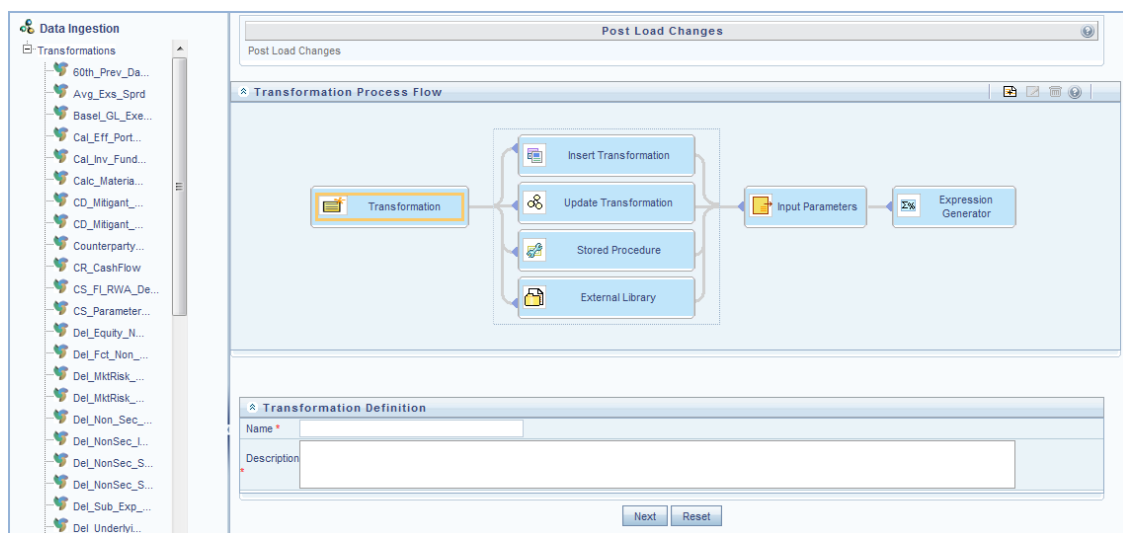 Data Ingestion
Transformations
60th_Prev_Da...
Avg_Exs_Sprd
Basel_GL_Exe...
Cal_Eff_Port...
Cal_Inv_Fund...
Calc_Materia...
CD_Mitigant_...
CD_Mitigant_...
Counterparty...
CR_CashFlow
CS_FI_RWA_De...
CS_Parameter...
Del_Equity_N...
Del_Fct_Non_...
Del_MktRisk_...
Del_MktRisk_...
Del_Non_Sec_...
Del_NonSec_I...
Del_NonSec_S...
Del_NonSec_S...
Del_Sub_Exp_...
Del_Underlyi...
Post Load Changes
Post Load Changes
Transformation Process Flow
Transformation
Insert Transformation
Update Transformation
Stored Procedure
External Library
Input Parameters
Σ%
Expression
Generator
Transformation Definition
Name *
Description
*
Next
Reset